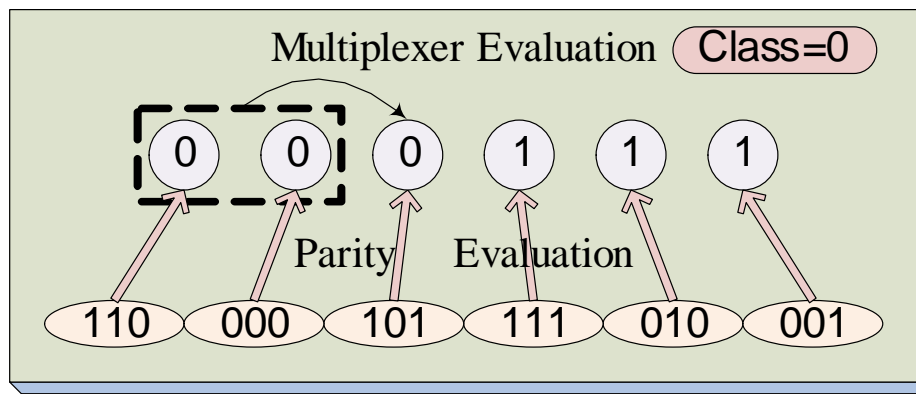 Multiplexer Evaluation Class=0
0 0 0 1 1 1
Parity Evaluation
110 000 101 111 010 001